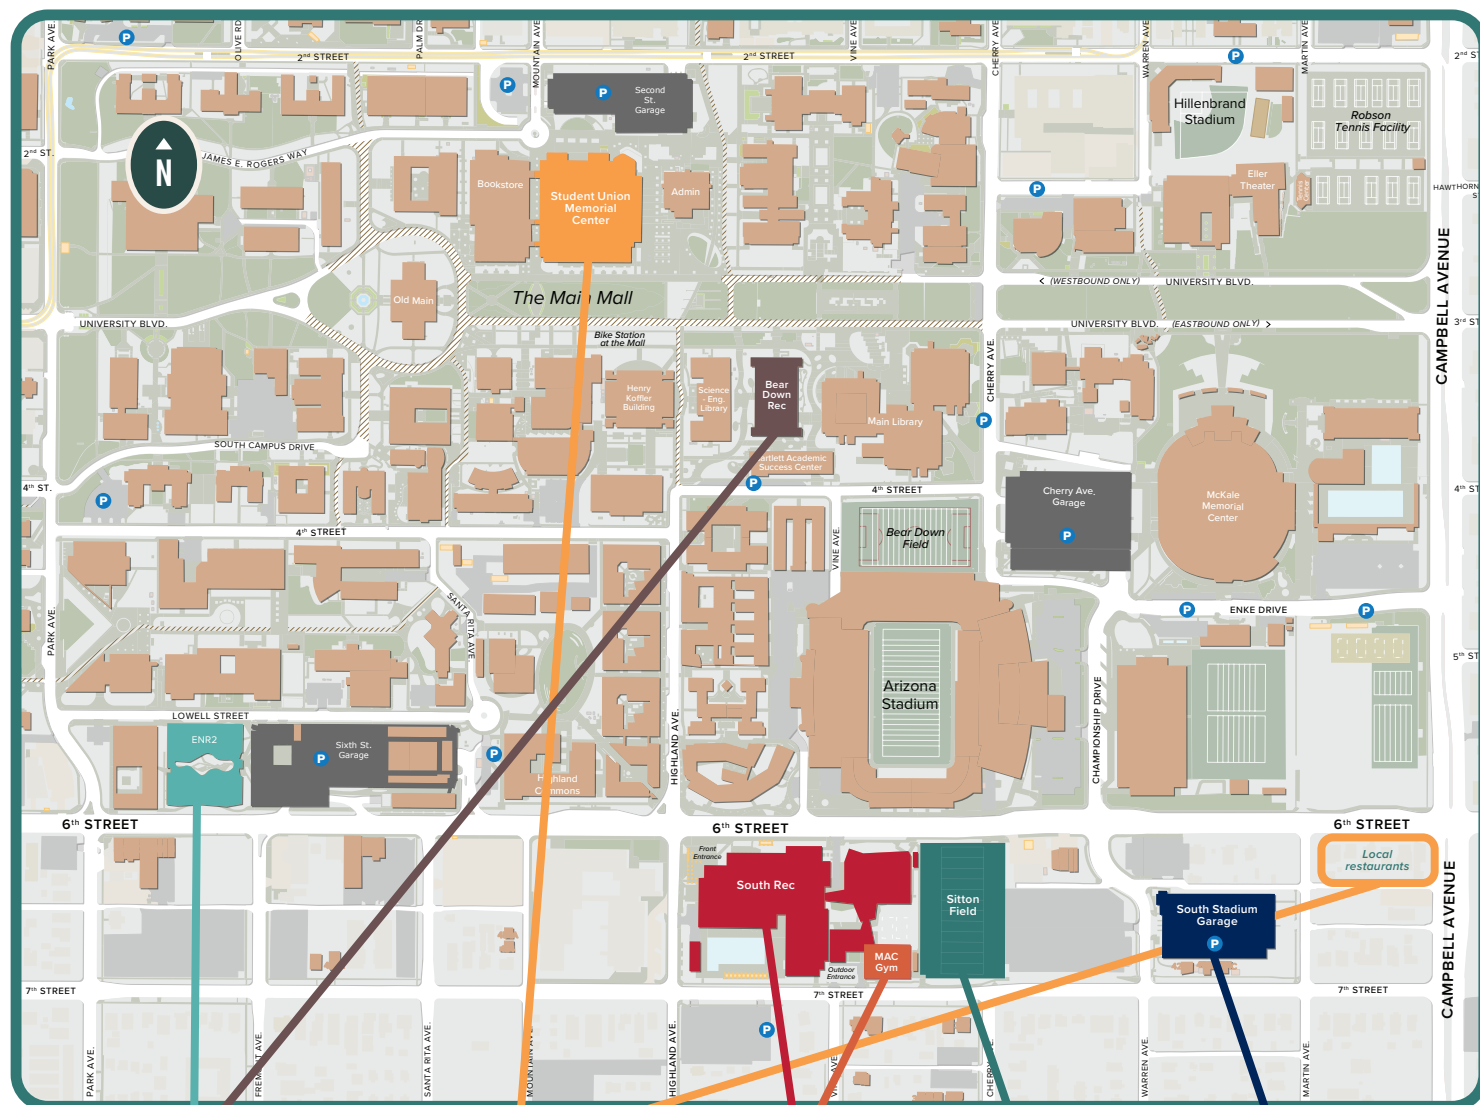 PARK AVE.
OLIVE RD.
PALM DR.
MOUNTAIN AVE.
VINE AVE.
CHERRY AVE.
WARREN AVE.
MARTIN AVE.
P
2nd STREET
2nd STREET
2nd ST.
P
P
P
P
Second
St.
Garage
Hillenbrand
Stadium
Robson
Tennis Facility
N
2nd ST.
JAMES E. ROGERS WAY
Bookstore
Student Union
Memorial
Center
Admin
P
Eller
Theater
HAWTHORN
CAMPBELL AVENUE
(WESTBOUND ONLY)
UNIVERSITY BLVD.
Old Main
The Main Mall
UNIVERSITY BLVD.
UNIVERSITY BLVD.
(EASTBOUND ONLY)
3rd ST
Bike Station
at the Mall
CHERRY AVE.
Henry
Koffler
Building
Science
- Eng.
Library
Bear
Down
Rec
Main Library
P
SOUTH CAMPUS DRIVE
Bartlett Academic
Success Center
P
4th ST.
P
4th STREET
Cherry Ave.
Garage
P
McKale
Memorial
Center
4th ST
4th STREET
Bear Down
Field
VINE AVE.
PARK AVE.
SANTA RITA AVE.
P
ENKE DRIVE
P
5th ST
Arizona
Stadium
CHAMPIONSHIP DRIVE
HIGHLAND AVE.
LOWELL STREET
ENR2
Sixth St.
Garage
P
P
Highland
Commons
6th STREET
6th STREET
6th STREET
Front
Entrance
Local
restaurants
South Rec
Sitton
Field
South Stadium
Garage
P
CAMPBELL AVENUE
MAC
Gym
Outdoor
Entrance
7th STREET
7th STREET
7th STREET
P
PARK AVE.
FREMONT AVE.
SANTA RITA AVE.
MOUNTAIN AVE.
HIGHLAND AVE.
VINE AVE.
CHERRY AVE.
WARREN AVE.
MARTIN AVE.